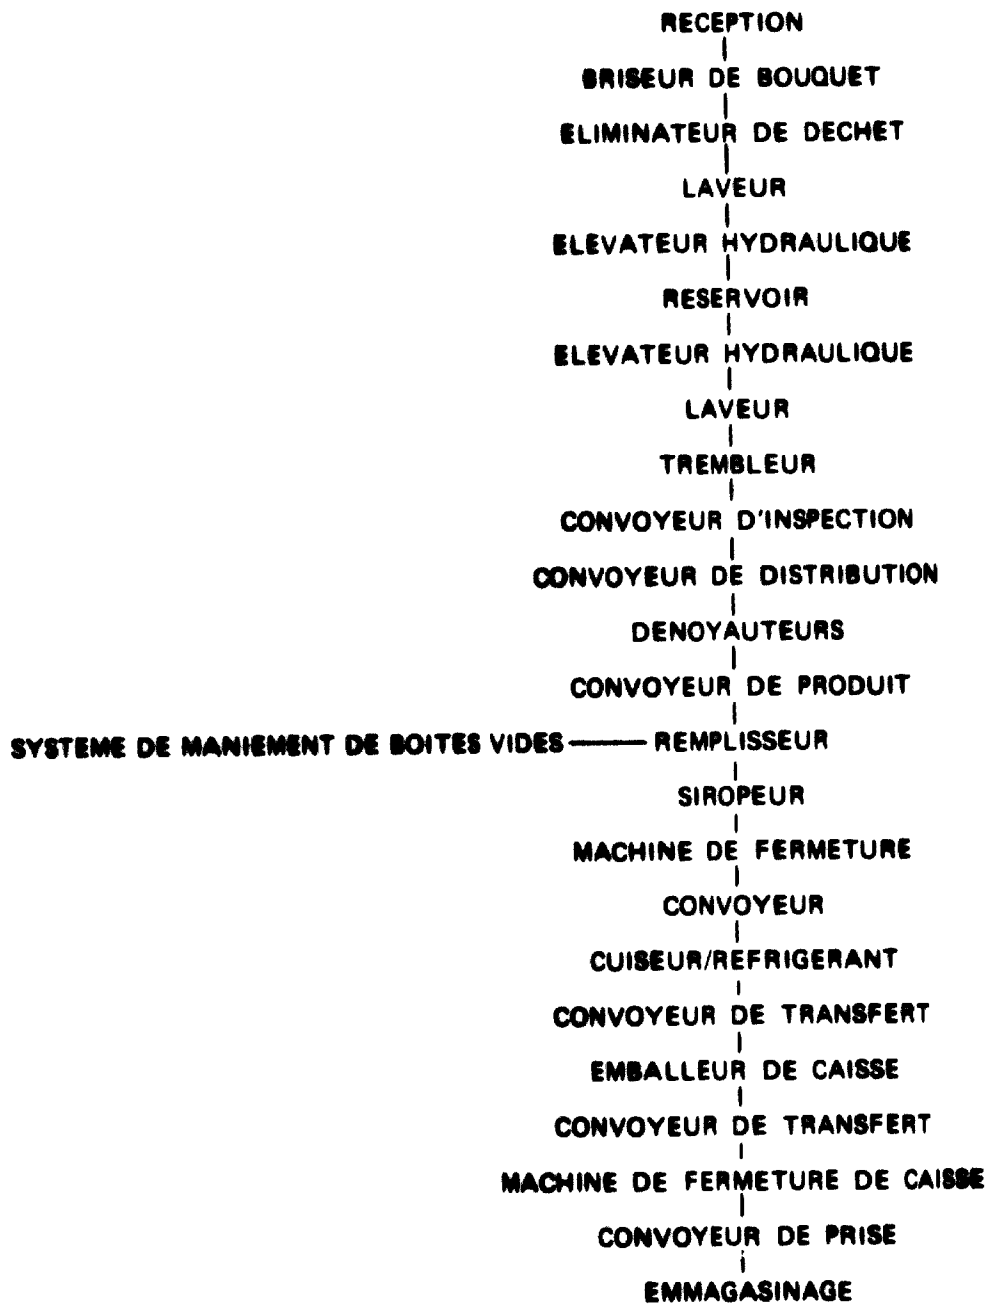 RECEPTION
BRISEUR DE BOUQUET
ELIMINATEUR DE DECHET
LAVEUR
ELEVATEUR HYDRAULIQUE
RESERVOIR
ELEVATEUR HYDRAULIQUE
LAVEUR
TREMBLEUR
CONVOYEUR D'INSPECTION
CONVOYEUR DE DISTRIBUTION
DENOYAUTEURS
CONVOYEUR DE PRODUIT
SYSTEME DE MANIEMENT DE BOITES VIDES — REMPLISSEUR
SIROPEUR
MACHINE DE FERMETURE
CONVOYEUR
CUISEUR/REFRIGERANT
CONVOYEUR DE TRANSFERT
EMBALLEUR DE CAISSE
CONVOYEUR DE TRANSFERT
MACHINE DE FERMETURE DE CAISSE
CONVOYEUR DE PRISE
EMMAGASINAGE